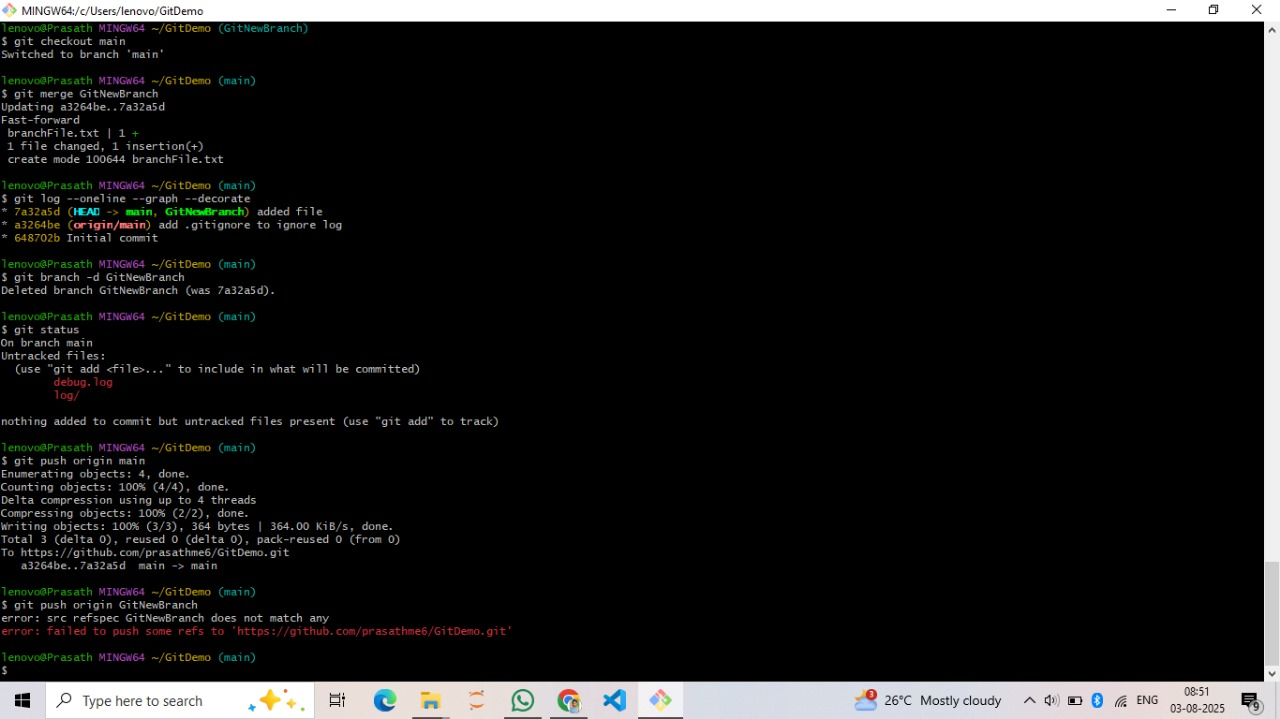 MINGW64:/c/Users/lenovo/GitDemo
lenovo@Prasath MINGW64 ~/GitDemo (GitNewBranch)
$ git checkout main
Switched to branch 'main'
lenovo@Prasath MINGW64 ~/GitDemo (main)
$ git merge GitNewBranch
Updating a3264be..7a32a5d
Fast-forward
 branchFile.txt | 1 +
 1 file changed, 1 insertion(+)
 create mode 100644 branchFile.txt
lenovo@Prasath MINGW64 ~/GitDemo (main)
$ git log --oneline --graph --decorate
* 7a32a5d (HEAD -> main, GitNewBranch) added file
* a3264be (origin/main) add .gitignore to ignore log
* 648702b Initial commit
lenovo@Prasath MINGW64 ~/GitDemo (main)
$ git branch -d GitNewBranch
Deleted branch GitNewBranch (was 7a32a5d).
lenovo@Prasath MINGW64 ~/GitDemo (main)
$ git status
On branch main
Untracked files:
  (use "git add <file>..." to include in what will be committed)
        debug.log
        log/
nothing added to commit but untracked files present (use "git add" to track)
lenovo@Prasath MINGW64 ~/GitDemo (main)
$ git push origin main
Enumerating objects: 4, done.
Counting objects: 100% (4/4), done.
Delta compression using up to 4 threads
Compressing objects: 100% (2/2), done.
Writing objects: 100% (3/3), 364 bytes | 364.00 KiB/s, done.
Total 3 (delta 0), reused 0 (delta 0), pack-reused 0 (from 0)
To https://github.com/prasathme6/GitDemo.git
   a3264be..7a32a5d  main -> main
lenovo@Prasath MINGW64 ~/GitDemo (main)
$ git push origin GitNewBranch
error: src refspec GitNewBranch does not match any
error: failed to push some refs to 'https://github.com/prasathme6/GitDemo.git'
lenovo@Prasath MINGW64 ~/GitDemo (main)
$
Type here to search
3
26°C Mostly cloudy
ENG
08:51
03-08-2025
9